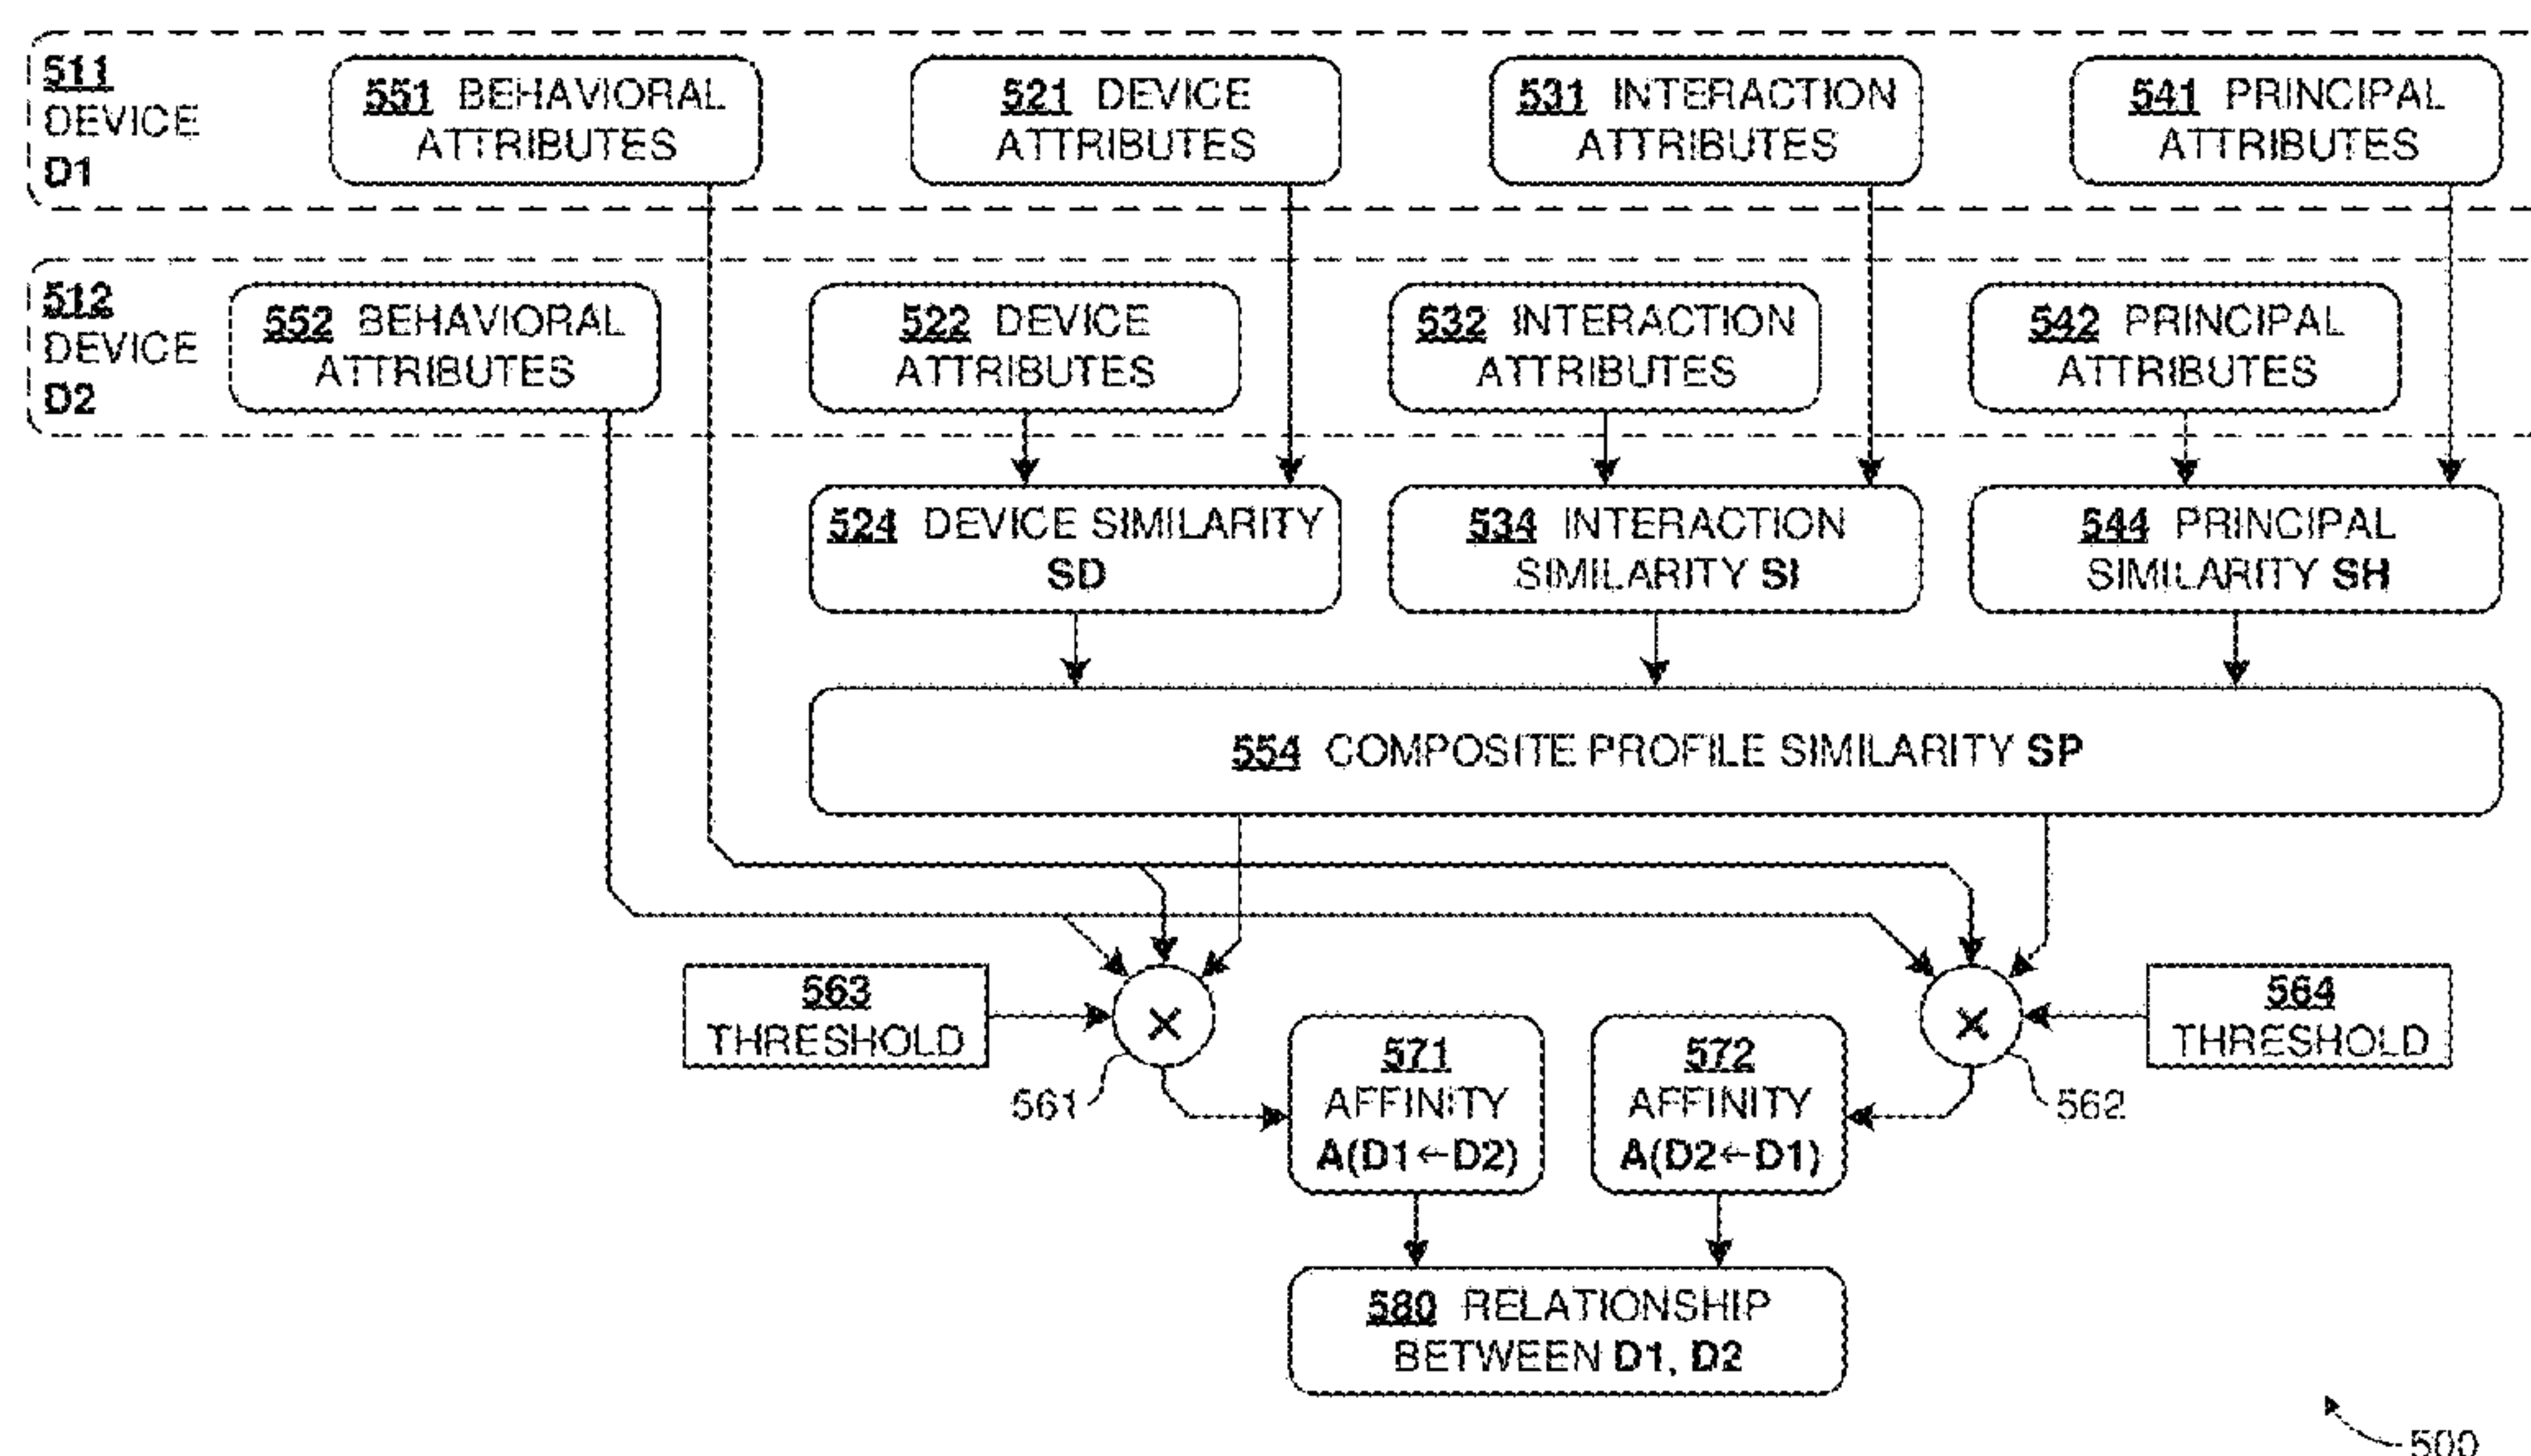 511
DEVICE
D1
551 BEHAVIORAL
ATTRIBUTES
521 DEVICE
ATTRIBUTES
531 INTERACTION
ATTRIBUTES
541 PRINCIPAL
ATTRIBUTES
512
DEVICE
D2
552 BEHAVIORAL
ATTRIBUTES
522 DEVICE
ATTRIBUTES
532 INTERACTION
ATTRIBUTES
542 PRINCIPAL
ATTRIBUTES
524 DEVICE SIMILARITY
SD
534 INTERACTION
SIMILARITY SI
544 PRINCIPAL
SIMILARITY SH
554 COMPOSITE PROFILE SIMILARITY SP
563
THRESHOLD
×
561
571
AFFINITY
A(D1←D2)
572
AFFINITY
A(D2←D1)
×
562
564
THRESHOLD
580 RELATIONSHIP
BETWEEN D1, D2
500